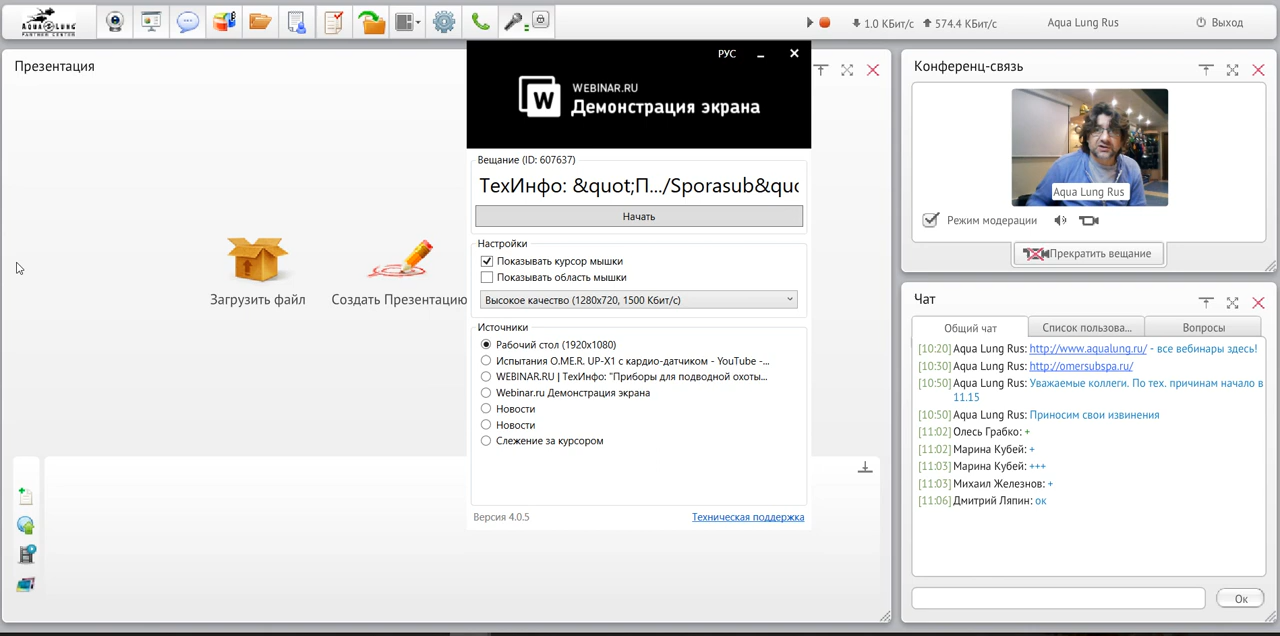 AQUA LUNG
PARTNER CENTER
1.0 КБит/с
574.4 КБит/с
Aqua Lung Rus
Выход
Презентация
Загрузить файл
Создать Презентацию
РУС
W
WEBINAR.RU
Демонстрация экрана
Вещание (ID: 607637)
ТехИнфо: &quot;П.../Sporasub&quo
Начать
Настройки
Показывать курсор мышки
Показывать область мышки
Высокое качество (1280x720, 1500 Кбит/с)
Источники
Рабочий стол (1920x1080)
Испытания O.ME.R. UP-X1 с кардио-датчиком - YouTube -...
WEBINAR.RU | ТехИнфо: "Приборы для подводной охоты...
Webinar.ru Демонстрация экрана
Новости
Новости
Слежение за курсором
Версия 4.0.5
Техническая поддержка
Конференц-связь
Aqua Lung Rus
Режим модерации
Прекратить вещание
Чат
Общий чат
Список пользова...
Вопросы
[10:20] Aqua Lung Rus: http://www.aqualung.ru/ - все вебинары здесь!
[10:30] Aqua Lung Rus: http://omersubspa.ru/
[10:50] Aqua Lung Rus: Уважаемые коллеги. По тех. причинам начало в
11.15
[10:50] Aqua Lung Rus: Приносим свои извинения
[11:02] Олесь Грабко: +
[11:02] Марина Кубей: +
[11:03] Марина Кубей: +++
[11:03] Михаил Железнов: +
[11:06] Дмитрий Ляпин: ок
Ок